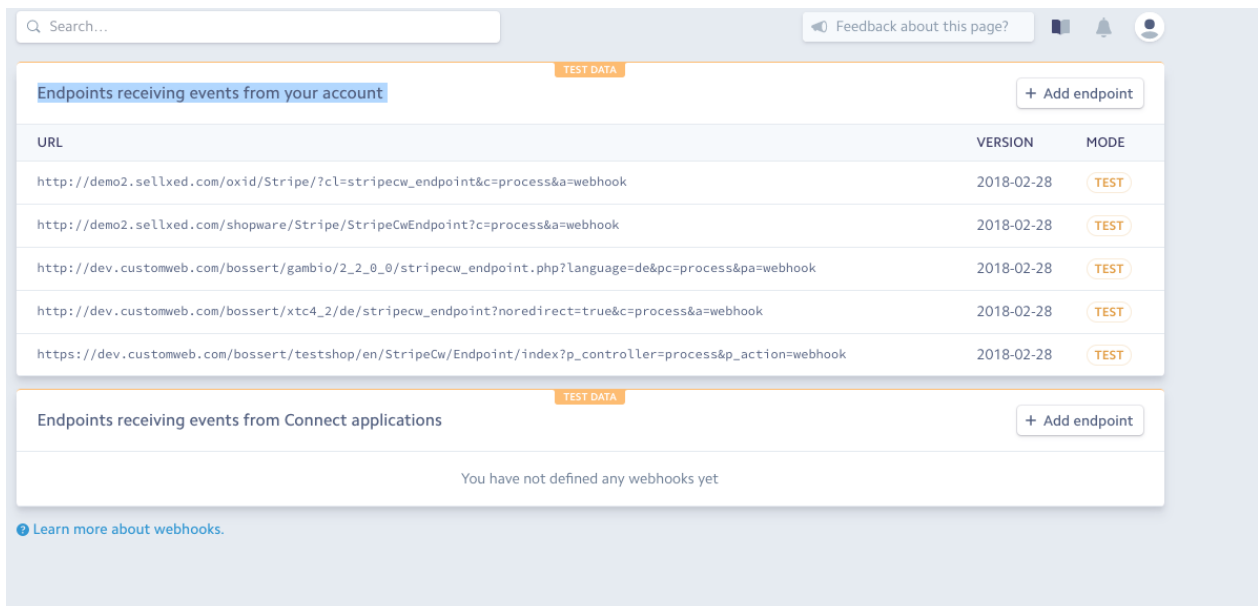 Search...
Feedback about this page?
TEST DATA
Endpoints receiving events from your account
+ Add endpoint
URL VERSION MODE
http://demo2.sellxed.com/oxid/Stripe/?cl=stripecw_endpoint&c=process&a=webhook 2018-02-28 TEST
http://demo2.sellxed.com/shopware/Stripe/StripeCwEndpoint?c=process&a=webhook 2018-02-28 TEST
http://dev.customweb.com/bossert/gambio/2_2_0_0/stripecw_endpoint.php?language=de&pc=process&pa=webhook 2018-02-28 TEST
http://dev.customweb.com/bossert/xtc4_2/de/stripecw_endpoint?noredirect=true&c=process&a=webhook 2018-02-28 TEST
https://dev.customweb.com/bossert/testshop/en/StripeCw/Endpoint/index?p_controller=process&p_action=webhook 2018-02-28 TEST
TEST DATA
Endpoints receiving events from Connect applications
+ Add endpoint
You have not defined any webhooks yet
? Learn more about webhooks.